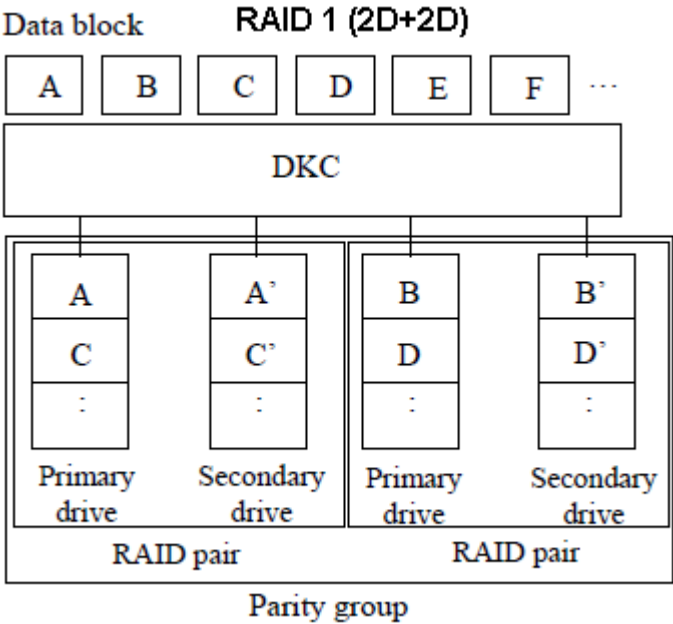 Data block RAID 1 (2D+2D)
A B C D E F ...
DKC
A A’ B B’
C C’ D D’
: : : :
Primary Secondary Primary Secondary
drive drive drive drive
RAID pair RAID pair
Parity group